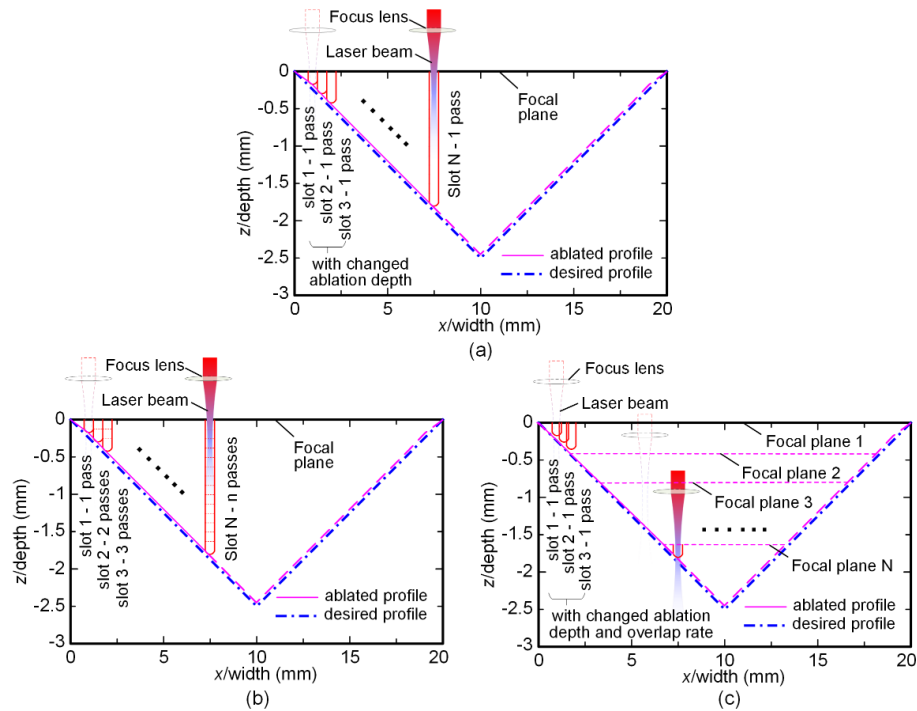 Focus lens
Laser beam
Focal
plane
slot 1 - 1 pass
slot 2 - 1 pass
slot 3 - 1 pass
Slot N - 1 pass
with changed
ablation depth
ablated profile
desired profile
0
-0.5
-1
-1.5
-2
-2.5
-3
z/depth (mm)
0 5 10 15 20
x/width (mm)
(a)
Focus lens
Laser beam
Focal
plane
slot 1 - 1 pass
slot 2 - 2 passes
slot 3 - 3 passes
Slot N - n passes
ablated profile
desired profile
0
-0.5
-1
-1.5
-2
-2.5
-3
z/depth (mm)
0 5 10 15 20
x/width (mm)
(b)
Focus lens
Laser beam
Focal plane 1
Focal plane 2
Focal plane 3
Focal plane N
slot 1 - 1 pass
slot 2 - 1 pass
slot 3 - 1 pass
with changed ablation
depth and overlap rate
ablated profile
desired profile
0
-0.5
-1
-1.5
-2
-2.5
-3
z/depth (mm)
0 5 10 15 20
x/width (mm)
(c)